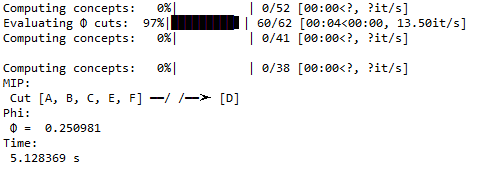 Computing concepts:   0%|          | 0/52 [00:00<?, ?it/s]
Evaluating Φ cuts:  97%|█████████▋| 60/62 [00:04<00:00, 13.50it/s]
Computing concepts:   0%|          | 0/41 [00:00<?, ?it/s]
Computing concepts:   0%|          | 0/38 [00:00<?, ?it/s]
MIP:
Cut [A, B, C, E, F] ——/ /——➤ [D]
Phi:
Φ =  0.250981
Time:
5.128369 s